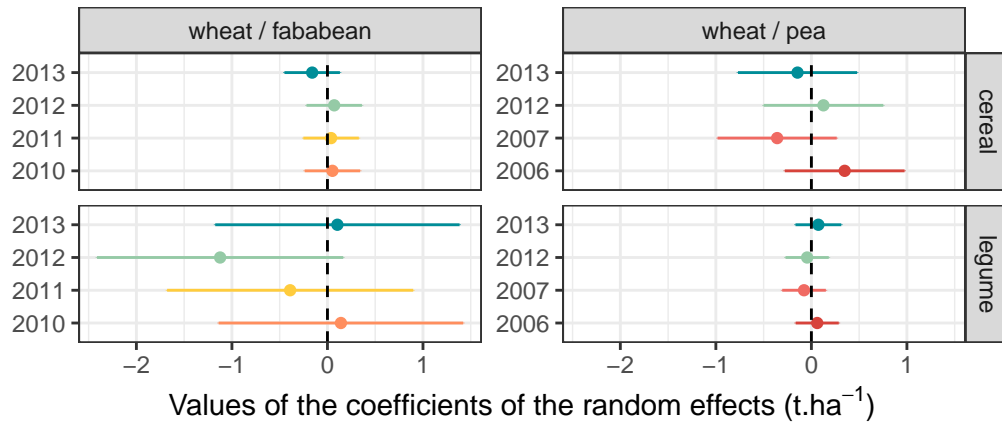 wheat / fababean
wheat / pea
2013
2012
2011
2010
2013
2012
2007
2006
cereal
2013
2012
2011
2010
2013
2012
2007
2006
legume
−2 −1 0 1
−2 −1 0 1
Values of the coefficients of the random effects (t.ha⁻¹)